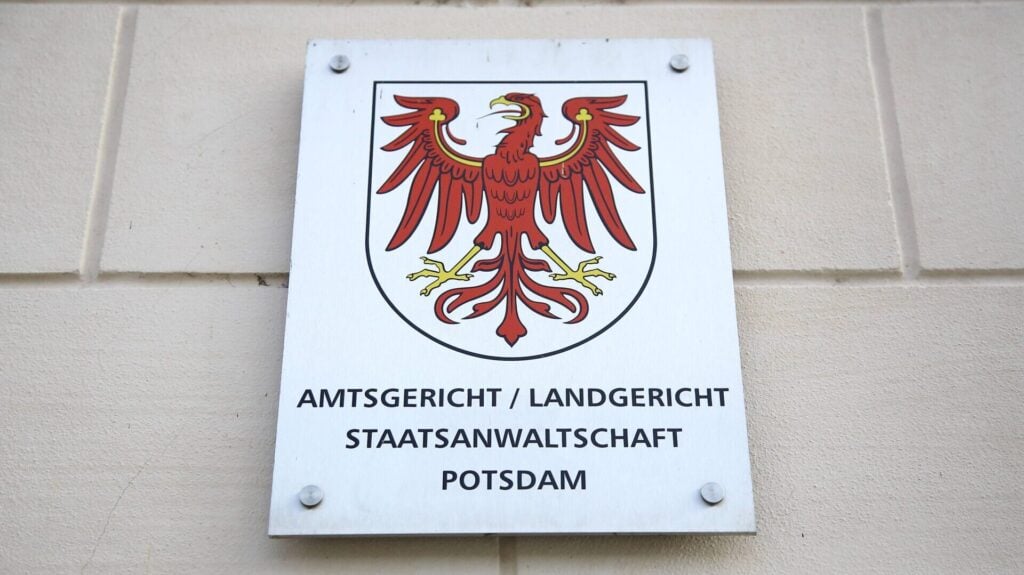 AMTSGERICHT / LANDGERICHT
STAATSANWALTSCHAFT
POTSDAM